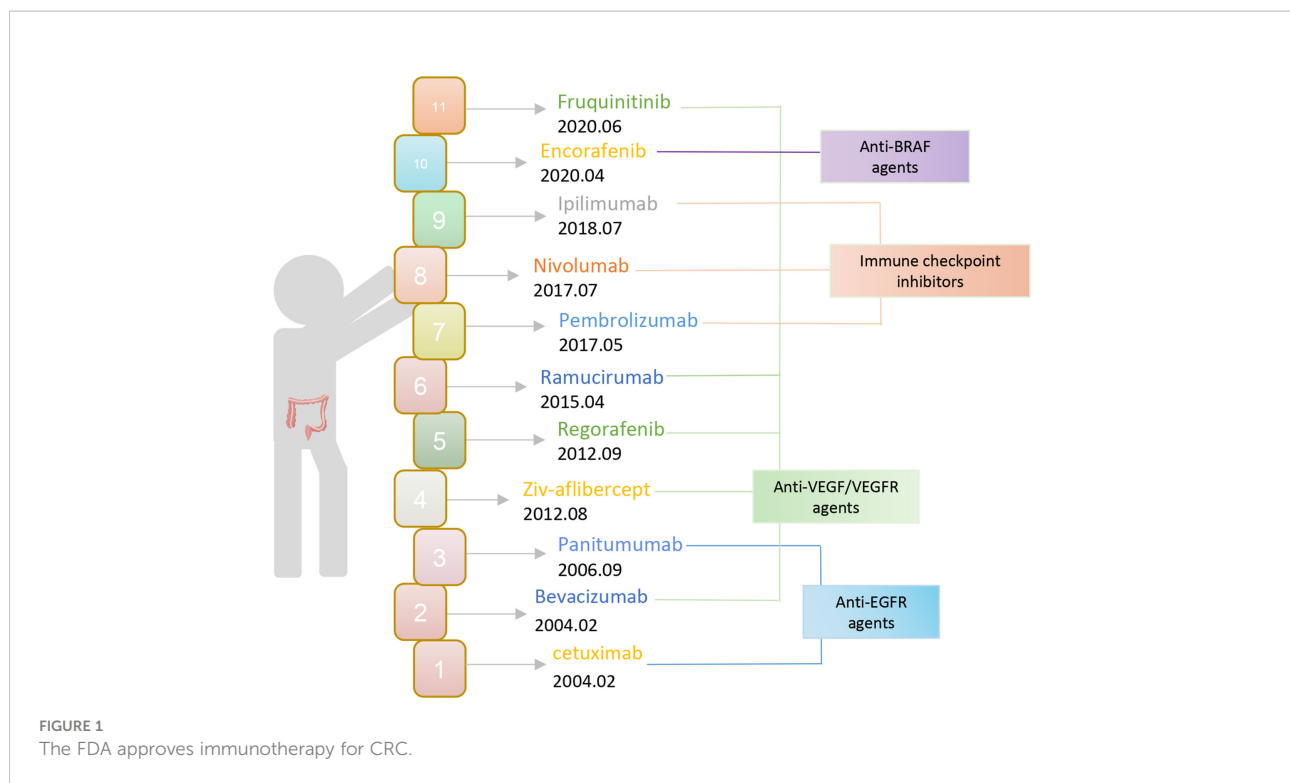 11
Fruquinitinib
2020.06
10
Encorafenib
2020.04
Anti-BRAF
agents
9
Ipilimumab
2018.07
8
Nivolumab
2017.07
Immune checkpoint
inhibitors
7
Pembrolizumab
2017.05
6
Ramucirumab
2015.04
5
Regorafenib
2012.09
4
Ziv-aflibercept
2012.08
Anti-VEGF/VEGFR
agents
3
Panitumumab
2006.09
2
Bevacizumab
2004.02
Anti-EGFR
agents
1
cetuximab
2004.02
FIGURE 1
The FDA approves immunotherapy for CRC.